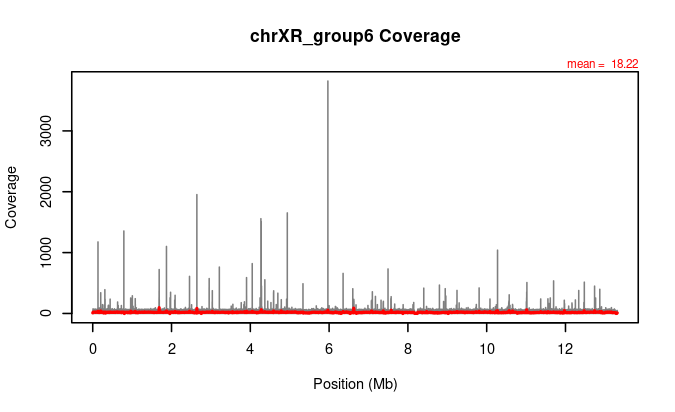 chrXR_group6 Coverage
mean = 18.22
Coverage
3000
2000
1000
0
0 2 4 6 8 10 12
Position (Mb)